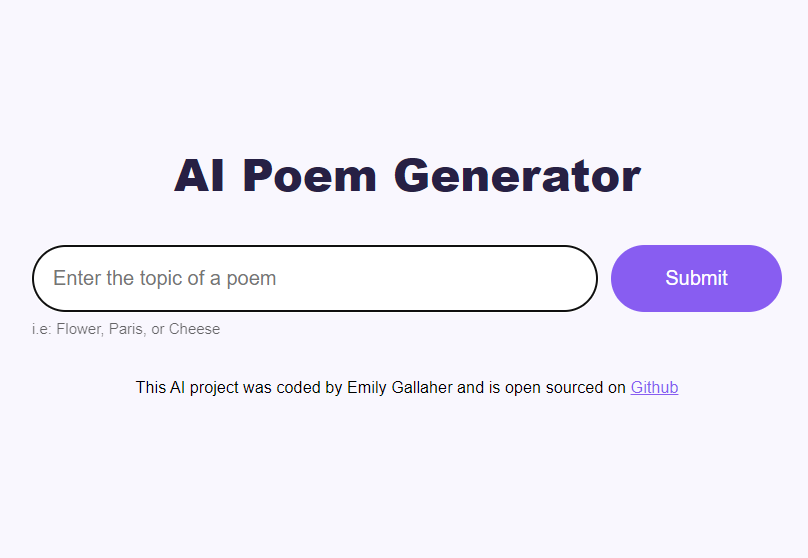 AI Poem Generator
Enter the topic of a poem
Submit
i.e: Flower, Paris, or Cheese
This AI project was coded by Emily Gallaher and is open sourced on Github